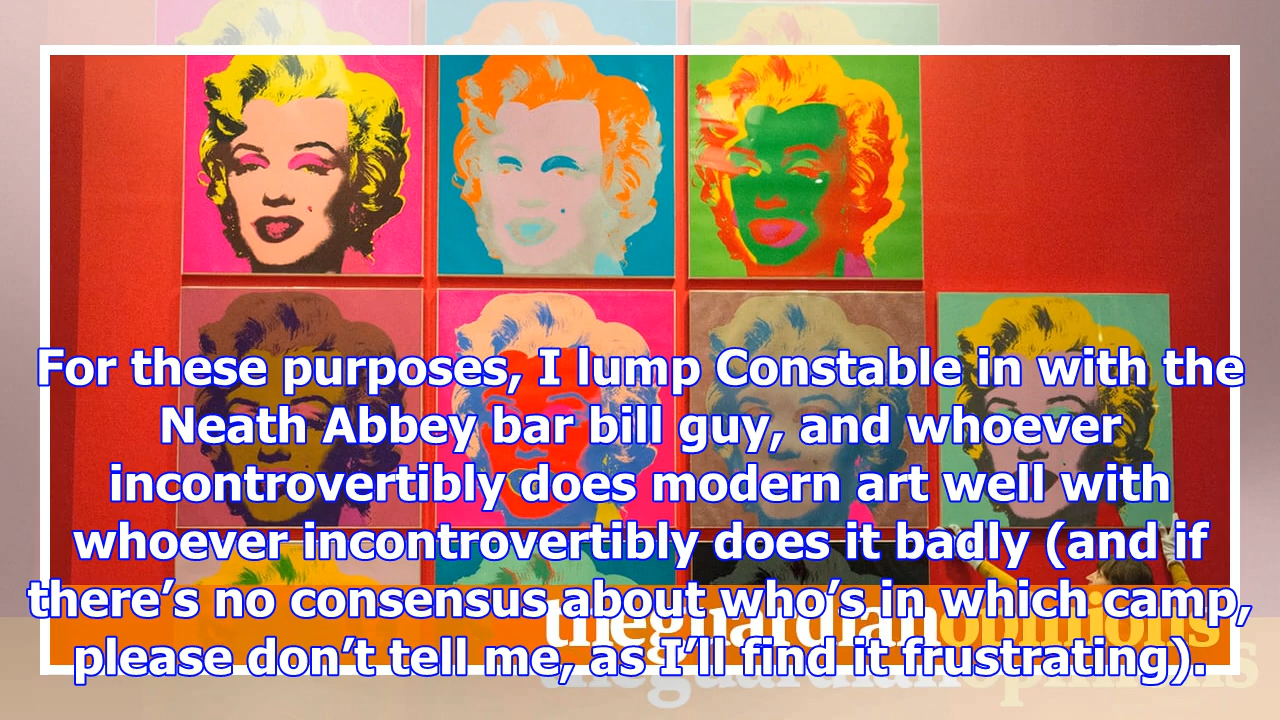 For these purposes, I lump Constable in with the
Neath Abbey bar bill guy, and whoever
incontrovertibly does modern art well with
whoever incontrovertibly does it badly (and if
there’s no consensus about who’s in which camp,
theguardianopinions
please don’t tell me, as I’ll find it frustrating).
theguardianopinions